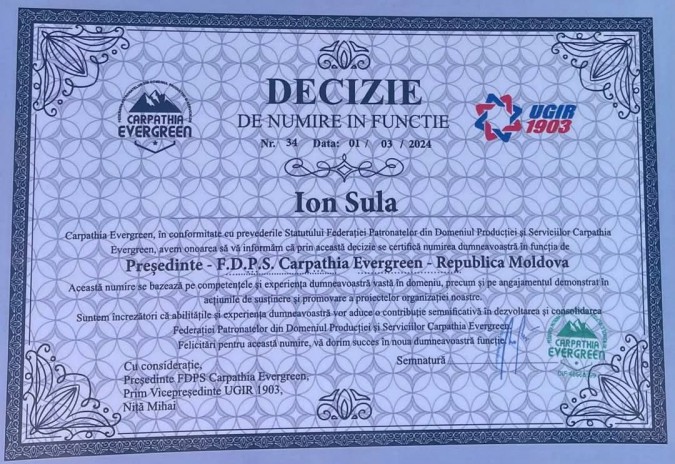 DECIZIE
DE NUMIRE IN FUNCTIE
CARPATHIA
EVERGREEN
UGIR
1903
Nr. 34 Data: 01 / 03 / 2024
Ion Sula
Carpathia Evergreen, în conformitate cu prevederile Statutului Federației Patronatelor din Domeniul Producției și Serviciilor Carpathia
Evergreen, avem onoarea să vă informăm că prin această decizie se certifică numirea dumneavoastră în funcția de
Președinte - F.D.P.S. Carpathia Evergreen - Republica Moldova
Această numire se bazează pe competențele și experiența dumneavoastră vastă în domeniu, precum și pe angajamentul demonstrat în
acțiunile de susținere și promovare a proiectelor organizației noastre.
Suntem încrezători că abilitățile și experiența dumneavoastră vor aduce o contribuție semnificativă în dezvoltarea și consolidarea
Federației Patronatelor din Domeniul Producției și Serviciilor Carpathia Evergreen.
Felicitări pentru această numire, vă dorim succes în noua dumneavoastră funcție.
Cu considerație,
Președinte FDPS Carpathia Evergreen,
Prim Vicepreședinte UGIR 1903,
Niță Mihai
Semnatură
CARPATHIA
EVERGREEN